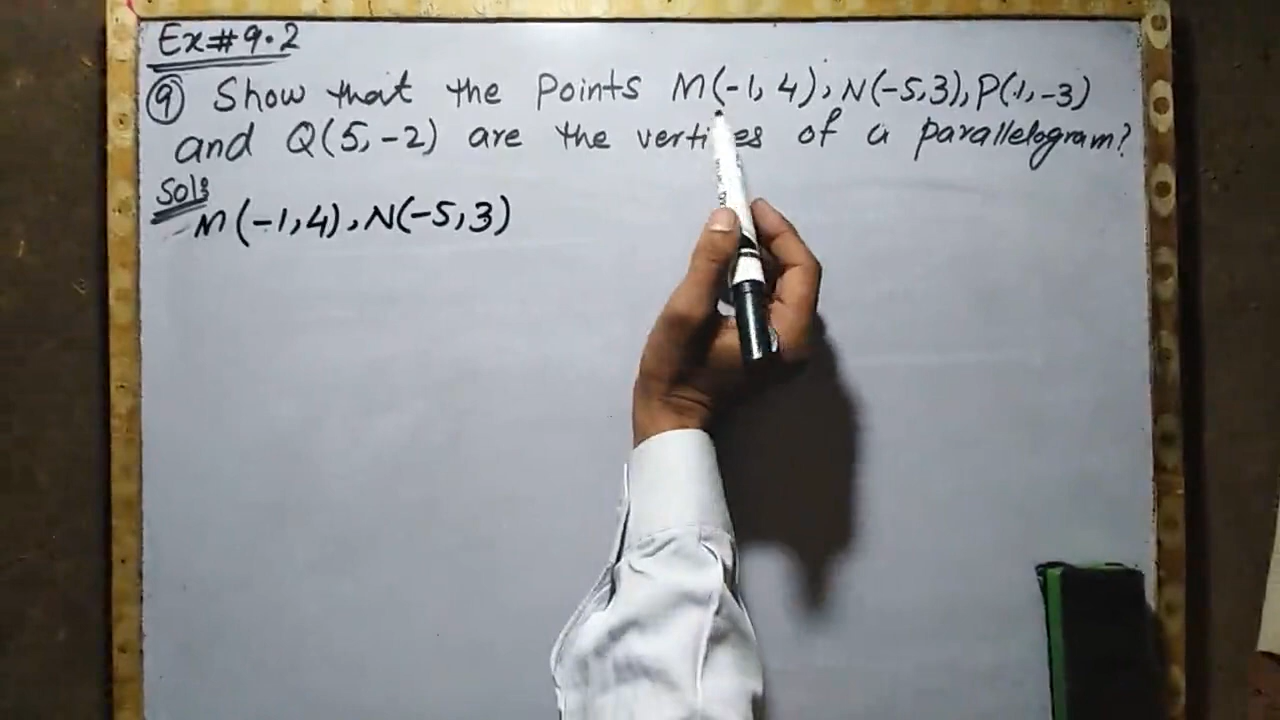 Ex#9.2
⑨ Show that the Points M(-1, 4), N(-5,3), P(1,-3)
and Q(5,-2) are the vertices of a parallelogram?
Sol:
M(-1,4), N(-5,3)